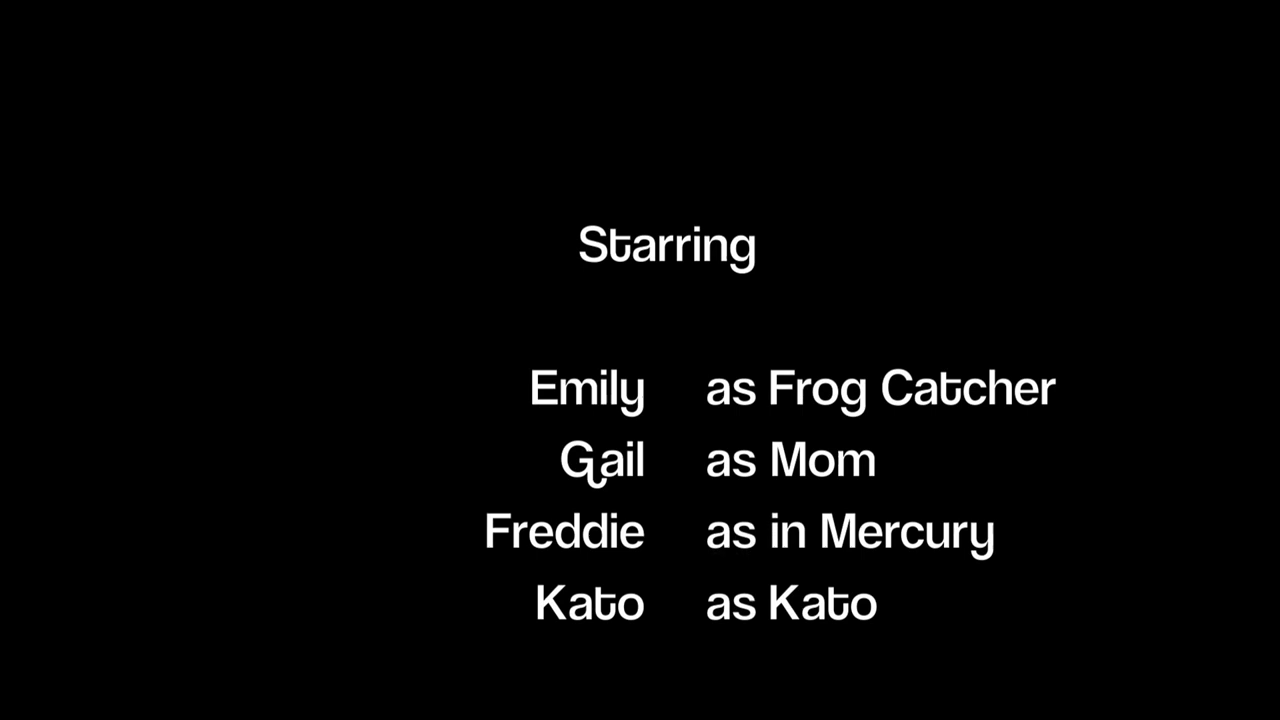 Starring
Emily as Frog Catcher
Gail as Mom
Freddie as in Mercury
Kato as Kato